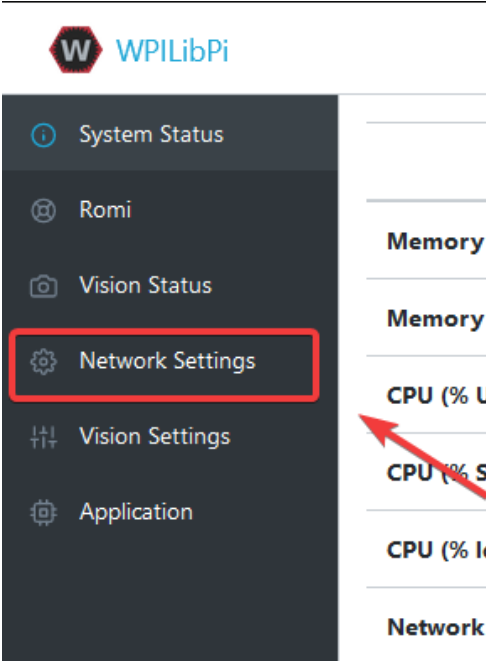 W WPILibPi
System Status
Romi
Vision Status
Network Settings
Vision Settings
Application
Memory
Memory
CPU (% U
CPU (% S
CPU (% I
Network